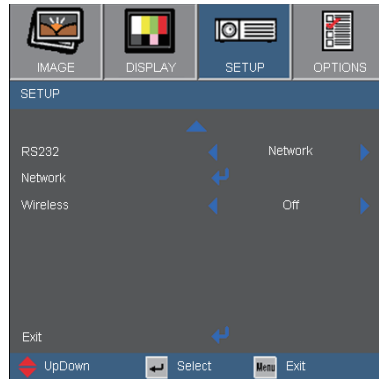 IMAGE DISPLAY SETUP OPTIONS
SETUP
RS232 Network
Network
Wireless Off
Exit
UpDown Select Menu Exit